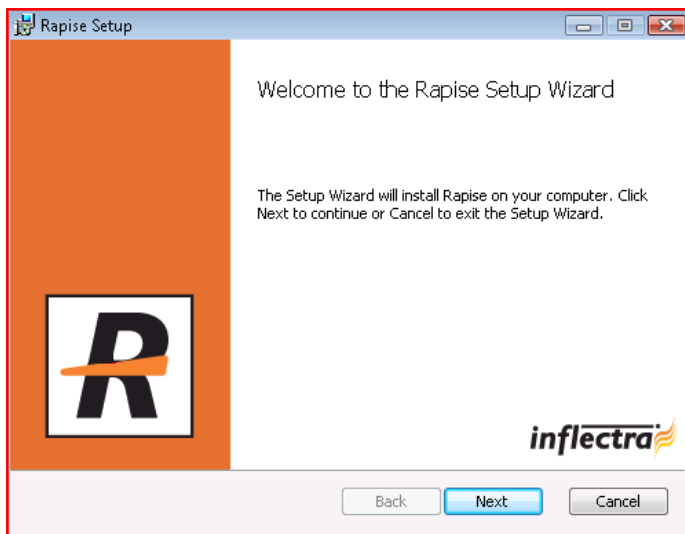 Rapise Setup
Welcome to the Rapise Setup Wizard
The Setup Wizard will install Rapise on your computer. Click
Next to continue or Cancel to exit the Setup Wizard.
R
inflectra
Back Next Cancel